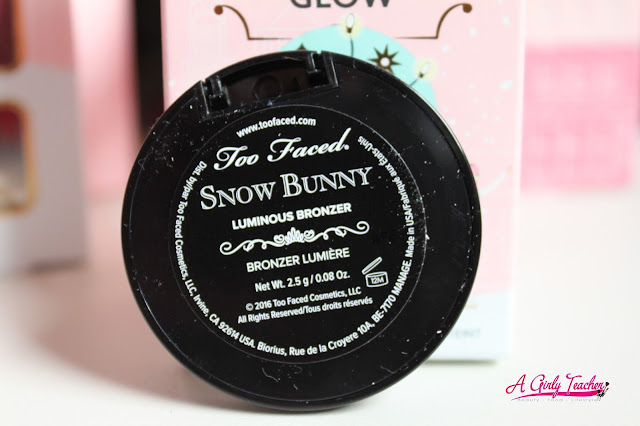 GLOW
www.toofaced.com
Too Faced®
SNOW BUNNY
LUMINOUS BRONZER
BRONZER LUMIÈRE
Net Wt. 2.5 g / 0.08 Oz.
12M
© 2016 Too Faced Cosmetics, LLC
All Rights Reserved/Tous droits réservés
Dist. by/par Too Faced Cosmetics, LLC, Irvine, CA 92614 USA. Biorius, Rue de la Croyere 10A, BE-7170 MANAGE. Made in USA/Fabriqué aux États-Unis
A Girly Teacher